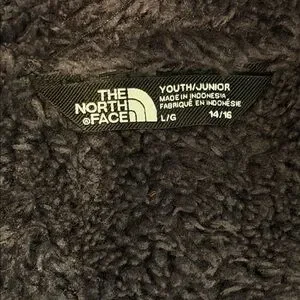 THE
NORTH
FACE
YOUTH/JUNIOR
MADE IN INDONESIA
FABRIQUÉ EN INDONÉSIE
L/G 14/16